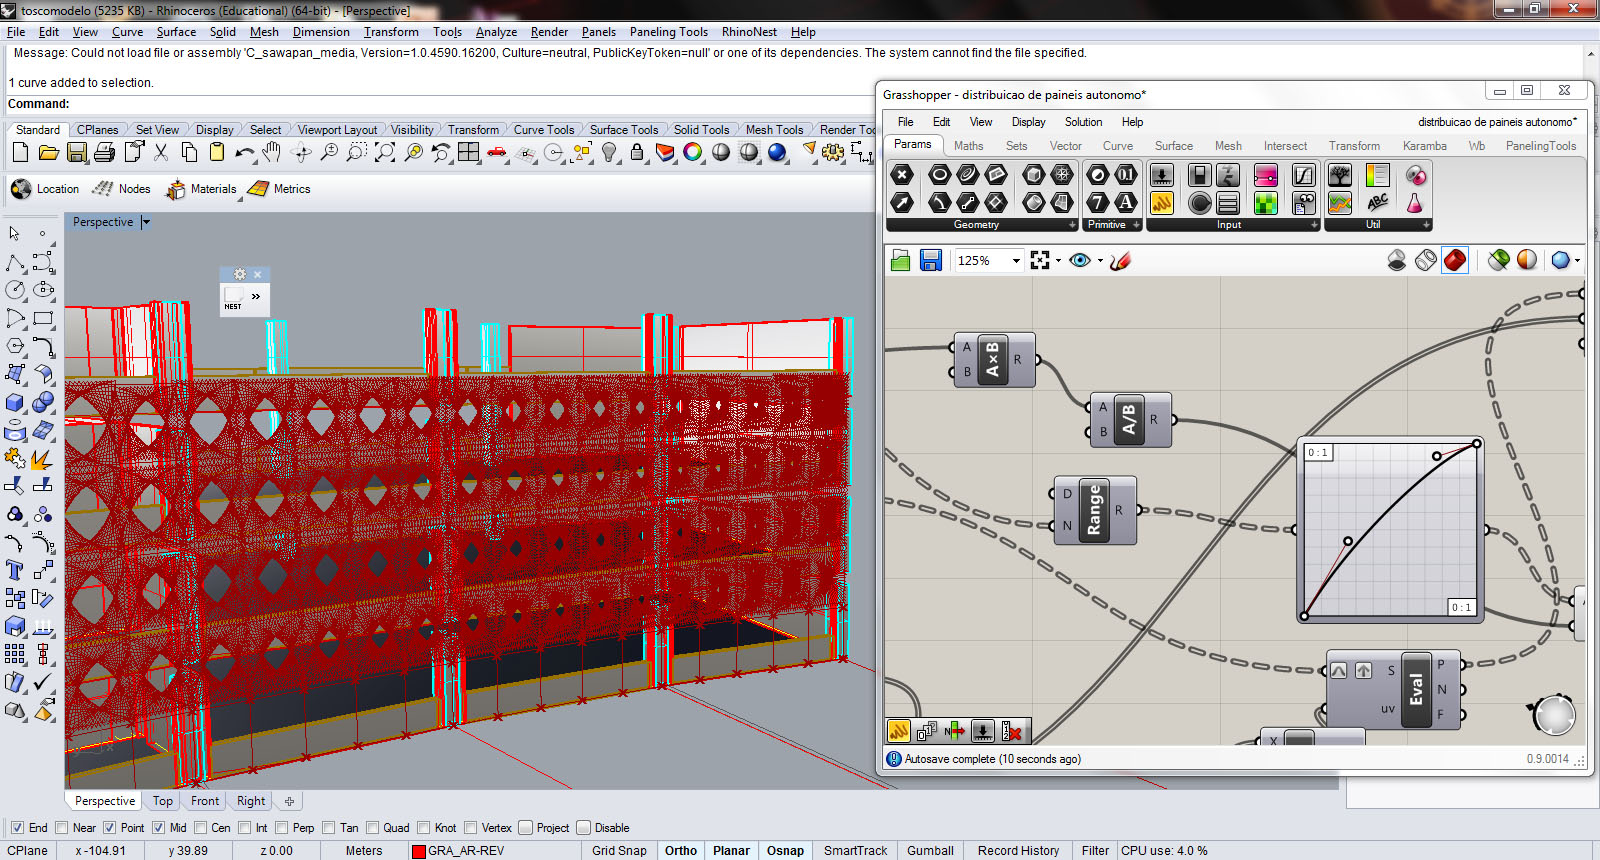 toscomodelo (5235 KB) - Rhinoceros (Educational) (64-bit) - [Perspective]
File Edit View Curve Surface Solid Mesh Dimension Transform Tools Analyze Render Panels Paneling Tools RhinoNest Help
Message: Could not load file or assembly 'C_sawapan_media, Version=1.0.4590.16200, Culture=neutral, PublicKeyToken=null' or one of its dependencies. The system cannot find the file specified.
1 curve added to selection.
Command:
Standard CPlanes Set View Display Select Viewport Layout Visibility Transform Curve Tools Surface Tools Solid Tools Mesh Tools Render To
Location Nodes Materials Metrics
Perspective
NEST
Grasshopper - distribuicao de paineis autonomo*
File Edit View Display Solution Help distribuicao de paineis autonomo*
Params Maths Sets Vector Curve Surface Mesh Intersect Transform Karamba Wb PanelingTools
Geometry Primitive Input Util
125%
A B A×B R
A B A/B R
D N Range R
0 : 1
0 : 1
S uv Eval P N F
X
Autosave complete (10 seconds ago) 0.9.0014
Perspective Top Front Right
End Near Point Mid Cen Int Perp Tan Quad Knot Vertex Project Disable
CPlane x -104.91 y 39.89 z 0.00 Meters GRA_AR-REV Grid Snap Ortho Planar Osnap SmartTrack Gumball Record History Filter CPU use: 4.0 %